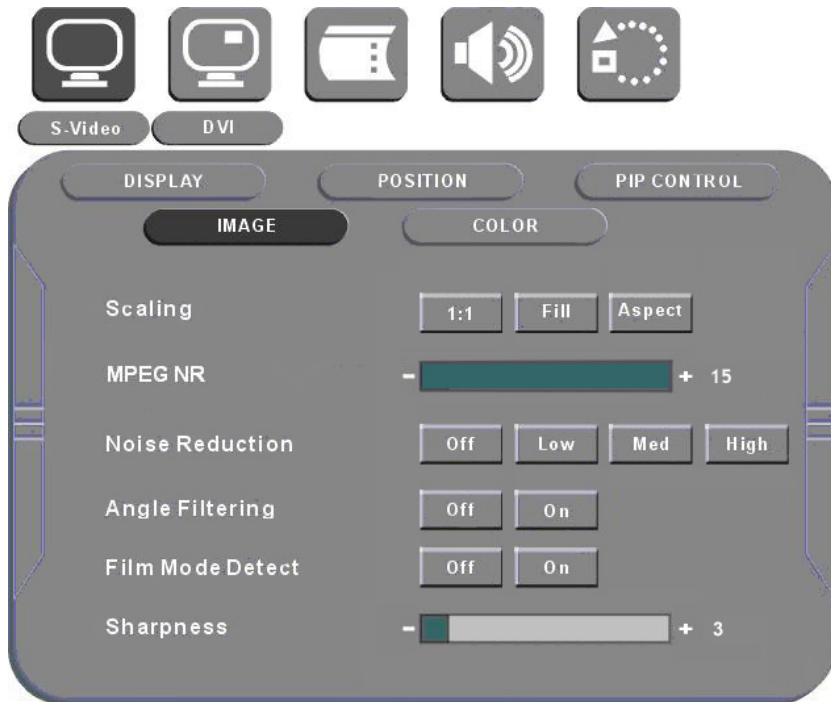 S-Video DVI
DISPLAY POSITION PIP CONTROL
IMAGE COLOR
Scaling 1:1 Fill Aspect
MPEG NR - + 15
Noise Reduction Off Low Med High
Angle Filtering Off On
Film Mode Detect Off On
Sharpness - + 3